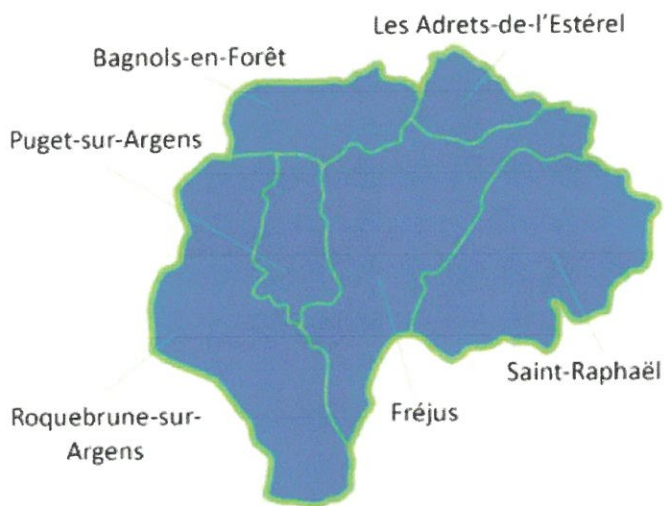 Les Adrets-de-l'Estérel
Bagnols-en-Forêt
Puget-sur-Argens
Saint-Raphaël
Fréjus
Roquebrune-sur-
Argens